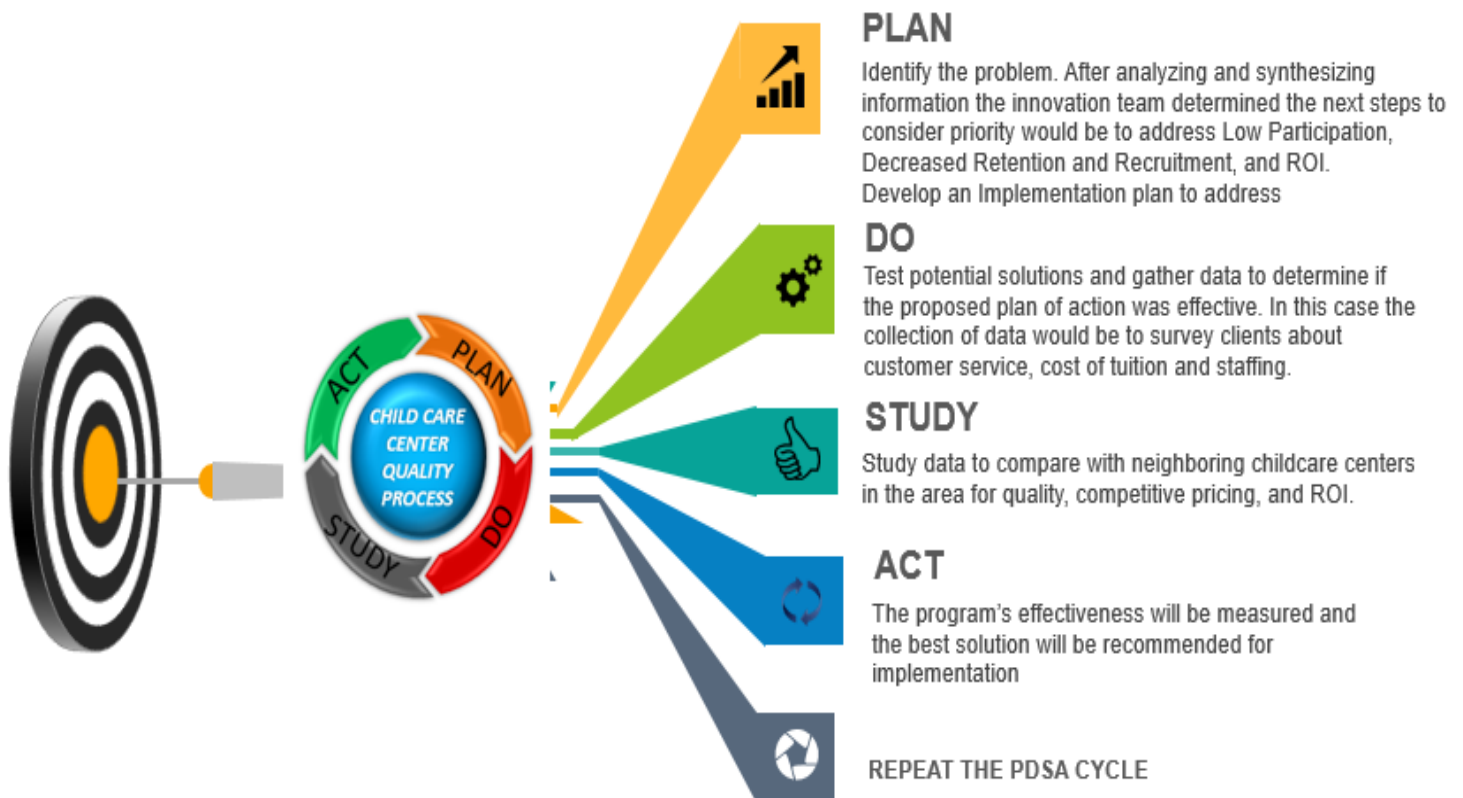 PLAN
Identify the problem. After analyzing and synthesizing
information the innovation team determined the next steps to
consider priority would be to address Low Participation,
Decreased Retention and Recruitment, and ROI.
Develop an Implementation plan to address
DO
Test potential solutions and gather data to determine if
the proposed plan of action was effective. In this case the
collection of data would be to survey clients about
customer service, cost of tuition and staffing.
STUDY
Study data to compare with neighboring childcare centers
in the area for quality, competitive pricing, and ROI.
ACT
The program's effectiveness will be measured and
the best solution will be recommended for
implementation
REPEAT THE PDSA CYCLE
ACT
PLAN
CHILD CARE
CENTER
QUALITY
PROCESS
STUDY
DO